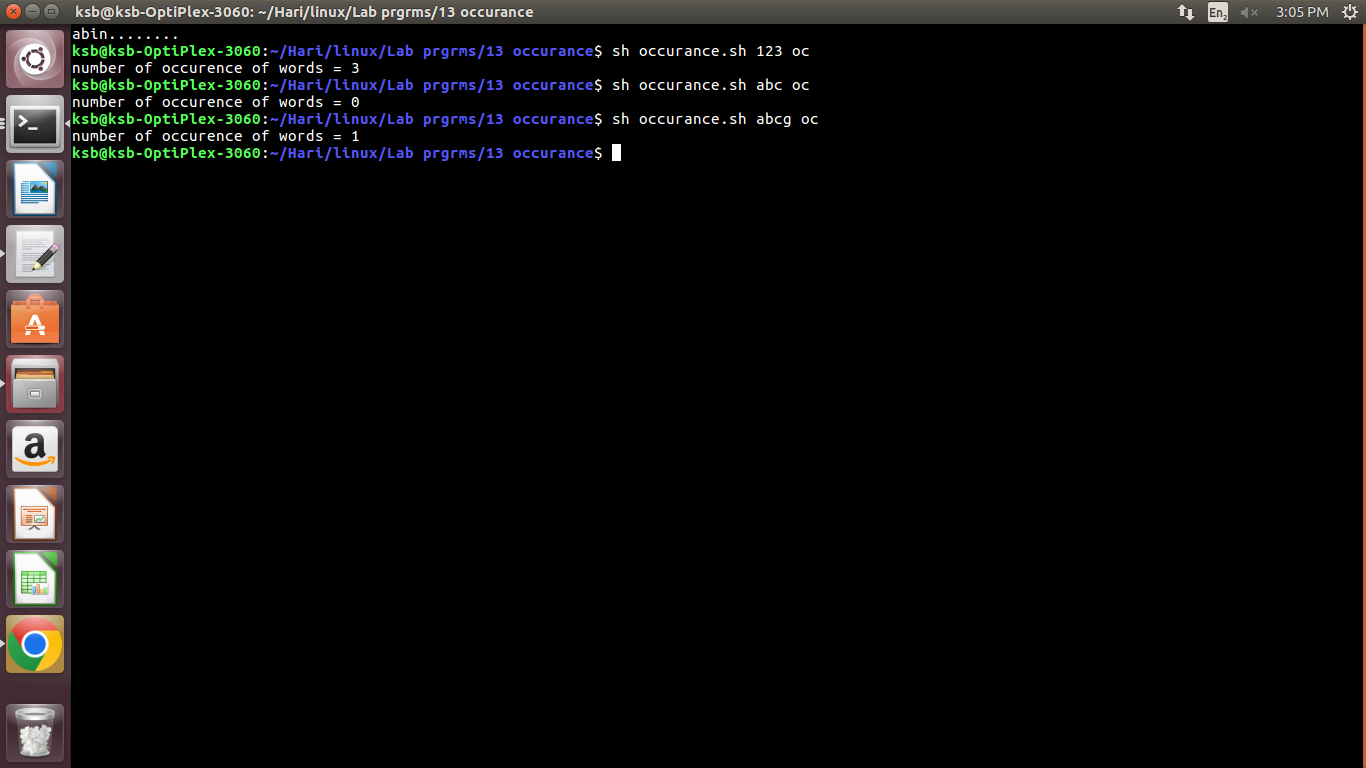 ksb@ksb-OptiPlex-3060: ~/Hari/linux/Lab prgrms/13 occurance
En2
3:05 PM
abin........
ksb@ksb-OptiPlex-3060:~/Hari/linux/Lab prgrms/13 occurance$ sh occurance.sh 123 oc
number of occurence of words = 3
ksb@ksb-OptiPlex-3060:~/Hari/linux/Lab prgrms/13 occurance$ sh occurance.sh abc oc
number of occurence of words = 0
ksb@ksb-OptiPlex-3060:~/Hari/linux/Lab prgrms/13 occurance$ sh occurance.sh abcg oc
number of occurence of words = 1
ksb@ksb-OptiPlex-3060:~/Hari/linux/Lab prgrms/13 occurance$